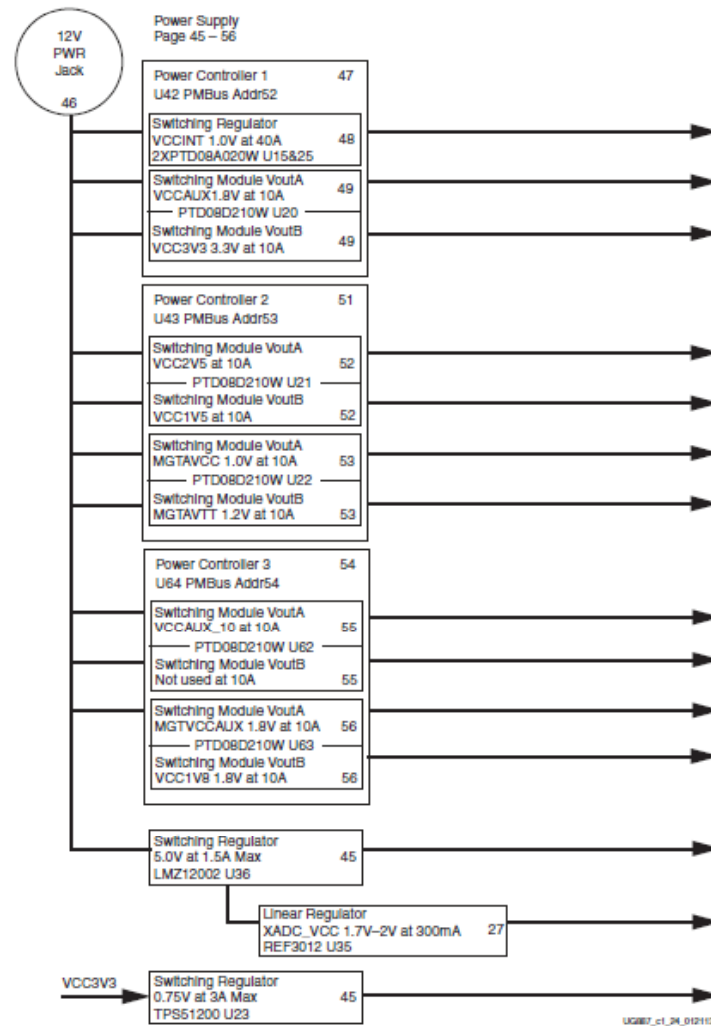 12V
PWR
Jack
46
Power Supply
Page 45 – 56
Power Controller 1 47
U42 PMBus Addr52
Switching Regulator
VCCINT 1.0V at 40A 48
2XPTD08A020W U15&25
Switching Module VoutA
VCCAUX1.8V at 10A 49
PTD08D210W U20
Switching Module VoutB
VCC3V3 3.3V at 10A 49
Power Controller 2 51
U43 PMBus Addr53
Switching Module VoutA
VCC2V5 at 10A 52
PTD08D210W U21
Switching Module VoutB
VCC1V5 at 10A 52
Switching Module VoutA
MGTAVCC 1.0V at 10A 53
PTD08D210W U22
Switching Module VoutB
MGTAVTT 1.2V at 10A 53
Power Controller 3 54
U64 PMBus Addr54
Switching Module VoutA
VCCAUX_10 at 10A 55
PTD08D210W U62
Switching Module VoutB
Not used at 10A 55
Switching Module VoutA
MGTVCCAUX 1.8V at 10A 56
PTD08D210W U63
Switching Module VoutB
VCC1V8 1.8V at 10A 56
Switching Regulator
5.0V at 1.5A Max 45
LMZ12002 U36
Linear Regulator
XADC_VCC 1.7V–2V at 300mA 27
REF3012 U35
VCC3V3
Switching Regulator
0.75V at 3A Max 45
TPS51200 U23